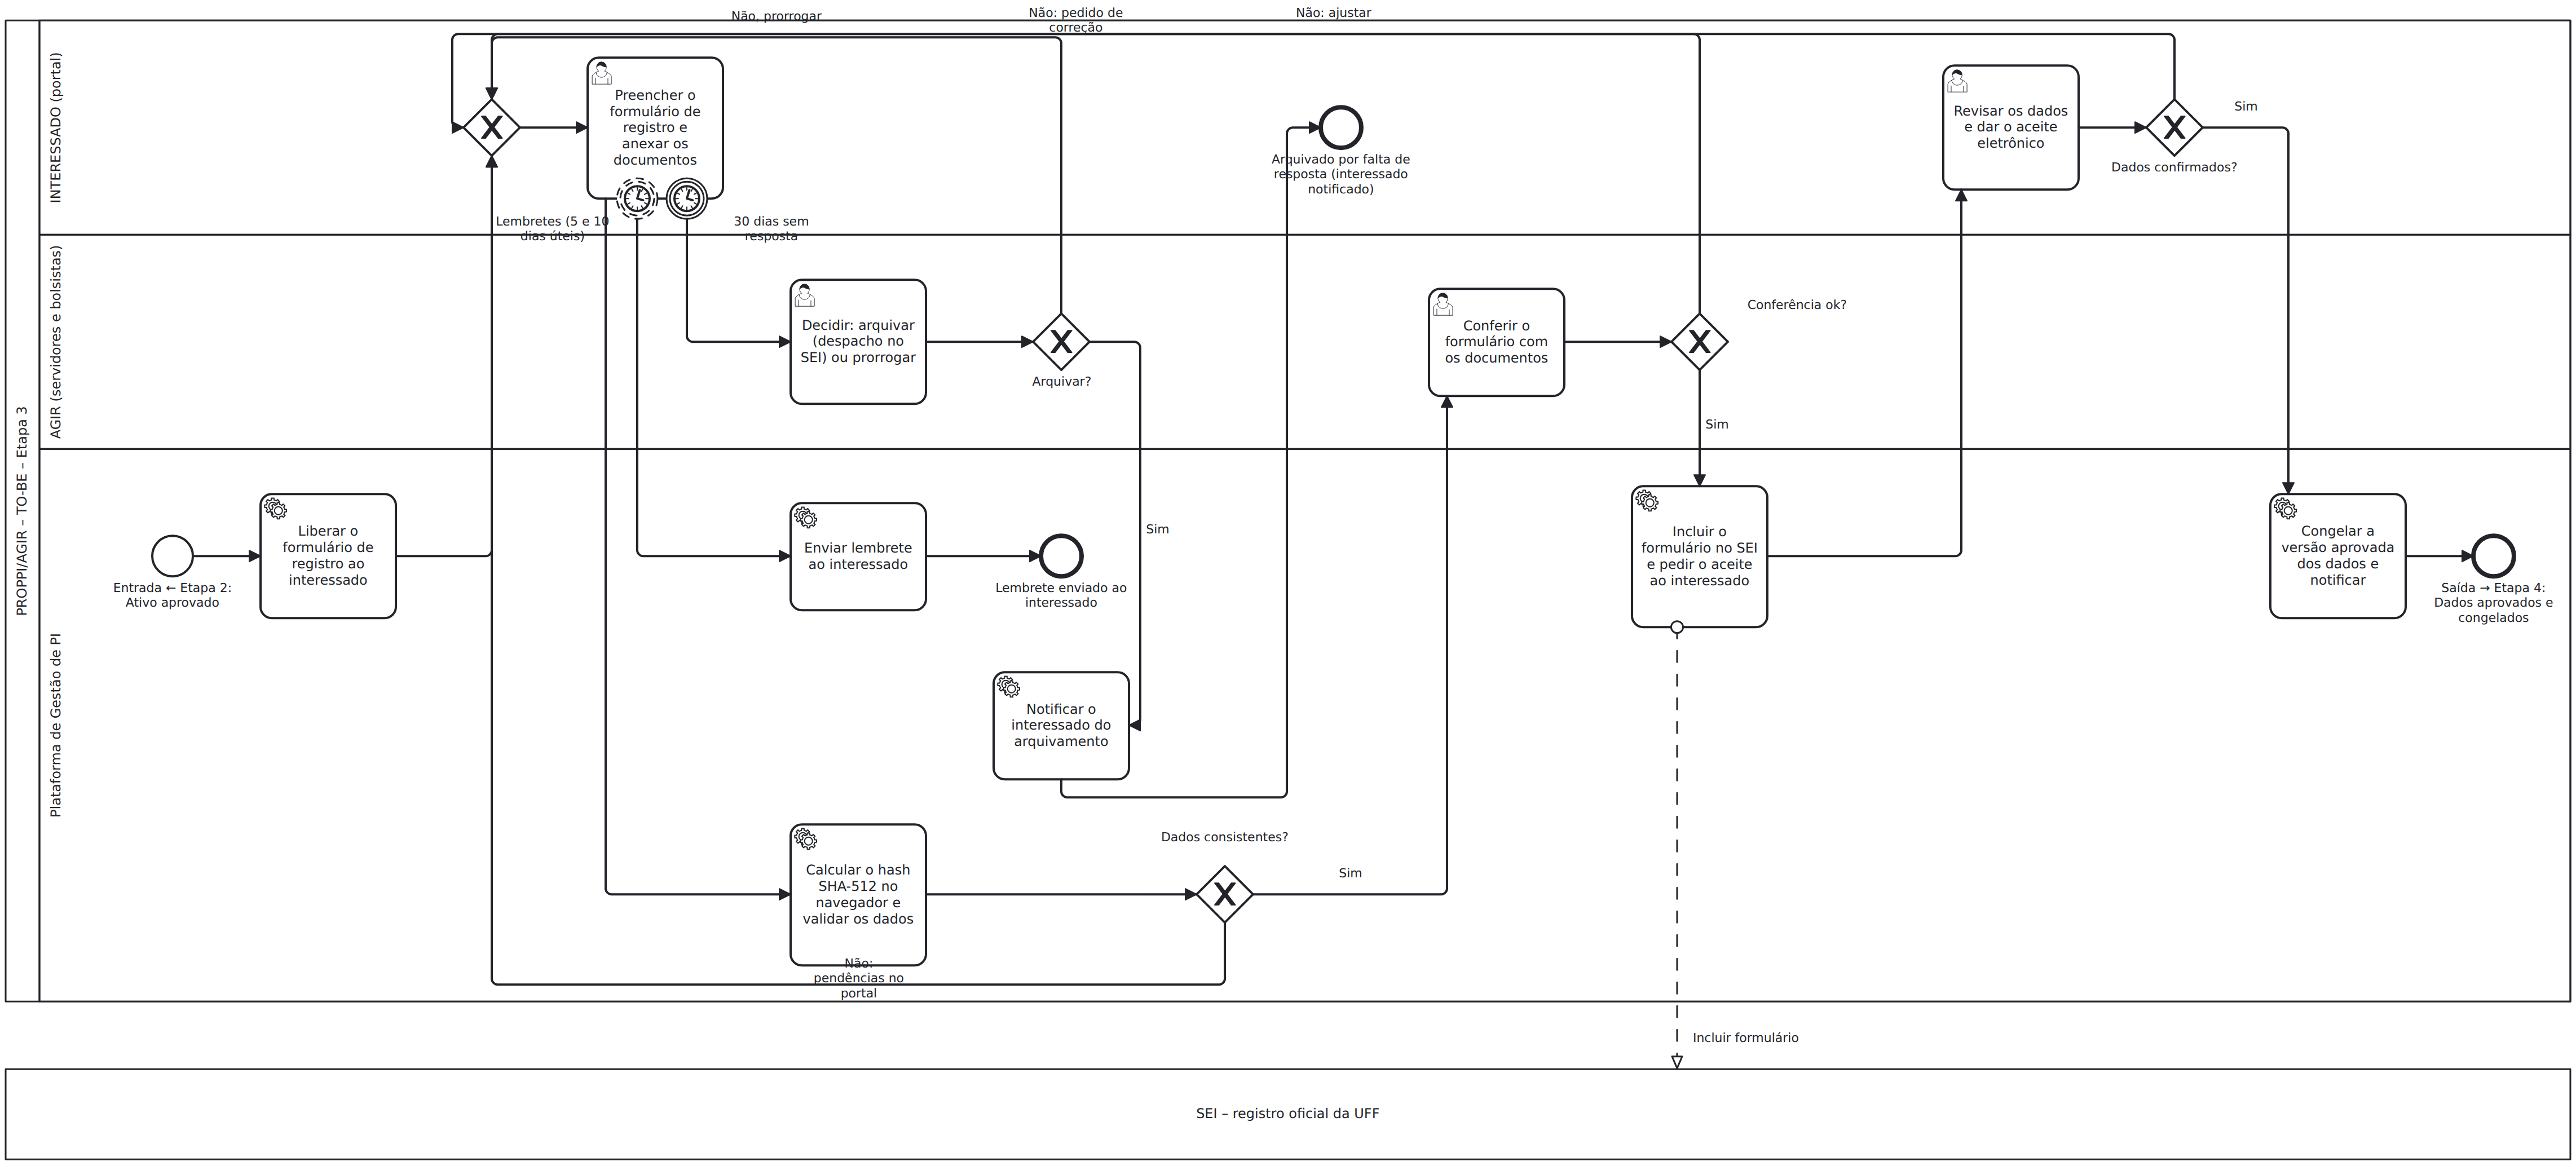 Não, prorrogar
Não: pedido de
correção
Não: ajustar
PROPPI/AGIR – TO-BE – Etapa 3
INTERESSADO (portal)
Preencher o
formulário de
registro e
anexar os
documentos
Lembretes (5 e 10
dias úteis)
30 dias sem
resposta
Arquivado por falta de
resposta (interessado
notificado)
Revisar os dados
e dar o aceite
eletrônico
Dados confirmados?
Sim
AGIR (servidores e bolsistas)
Decidir: arquivar
(despacho no
SEI) ou prorrogar
Arquivar?
Conferir o
formulário com
os documentos
Conferência ok?
Sim
Plataforma de Gestão de PI
Entrada ← Etapa 2:
Ativo aprovado
Liberar o
formulário de
registro ao
interessado
Enviar lembrete
ao interessado
Lembrete enviado ao
interessado
Sim
Notificar o
interessado do
arquivamento
Calcular o hash
SHA-512 no
navegador e
validar os dados
Dados consistentes?
Sim
Não:
pendências no
portal
Incluir o
formulário no SEI
e pedir o aceite
ao interessado
Congelar a
versão aprovada
dos dados e
notificar
Saída → Etapa 4:
Dados aprovados e
congelados
Incluir formulário
SEI – registro oficial da UFF